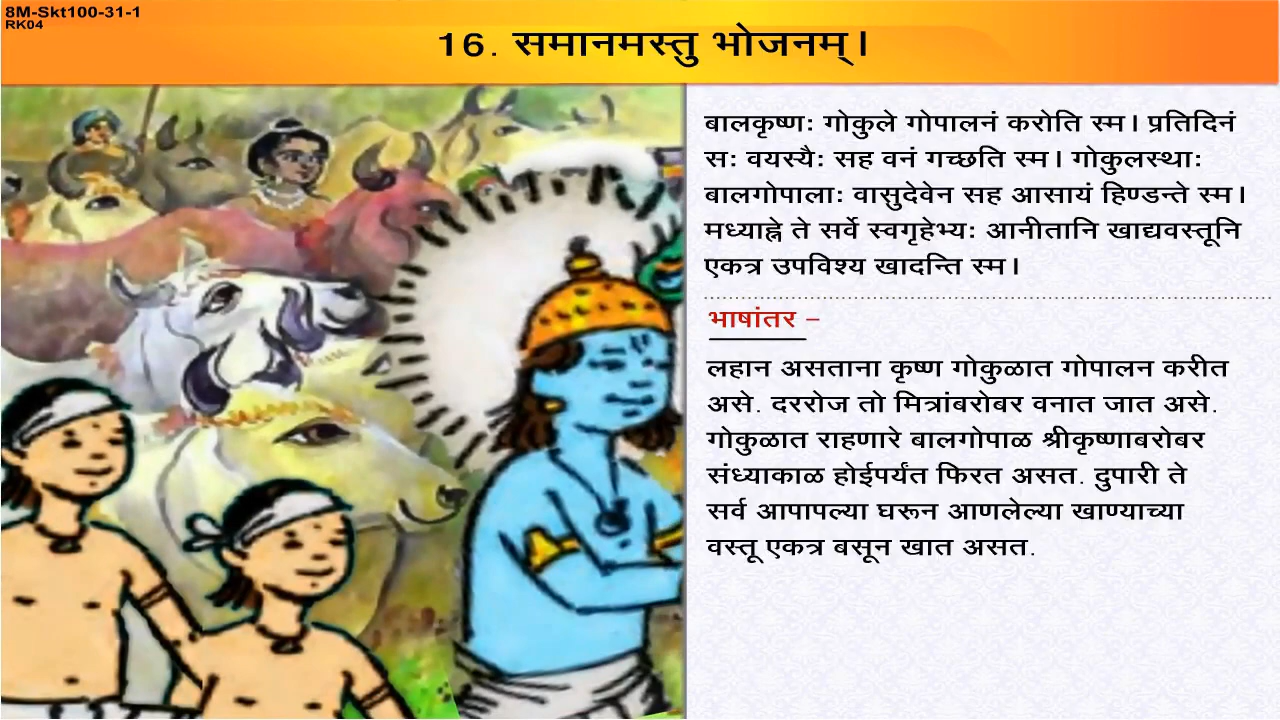 8M-Skt100-31-1
RK04
16. समानमस्तु भोजनम्।
बालकृष्णः गोकुले गोपालनं करोति स्म। प्रतिदिनं
सः वयस्यैः सह वनं गच्छति स्म। गोकुलस्थाः
बालगोपालाः वासुदेवेन सह आसायं हिण्डन्ते स्म।
मध्याह्ने ते सर्वे स्वगृहेभ्यः आनीतानि खाद्यवस्तूनि
एकत्र उपविश्य खादन्ति स्म।
भाषांतर –
लहान असताना कृष्ण गोकुळात गोपालन करीत
असे. दररोज तो मित्रांबरोबर वनात जात असे.
गोकुळात राहणारे बालगोपाळ श्रीकृष्णाबरोबर
संध्याकाळ होईपर्यंत फिरत असत. दुपारी ते
सर्व आपापल्या घरून आणलेल्या खाण्याच्या
वस्तू एकत्र बसून खात असत.